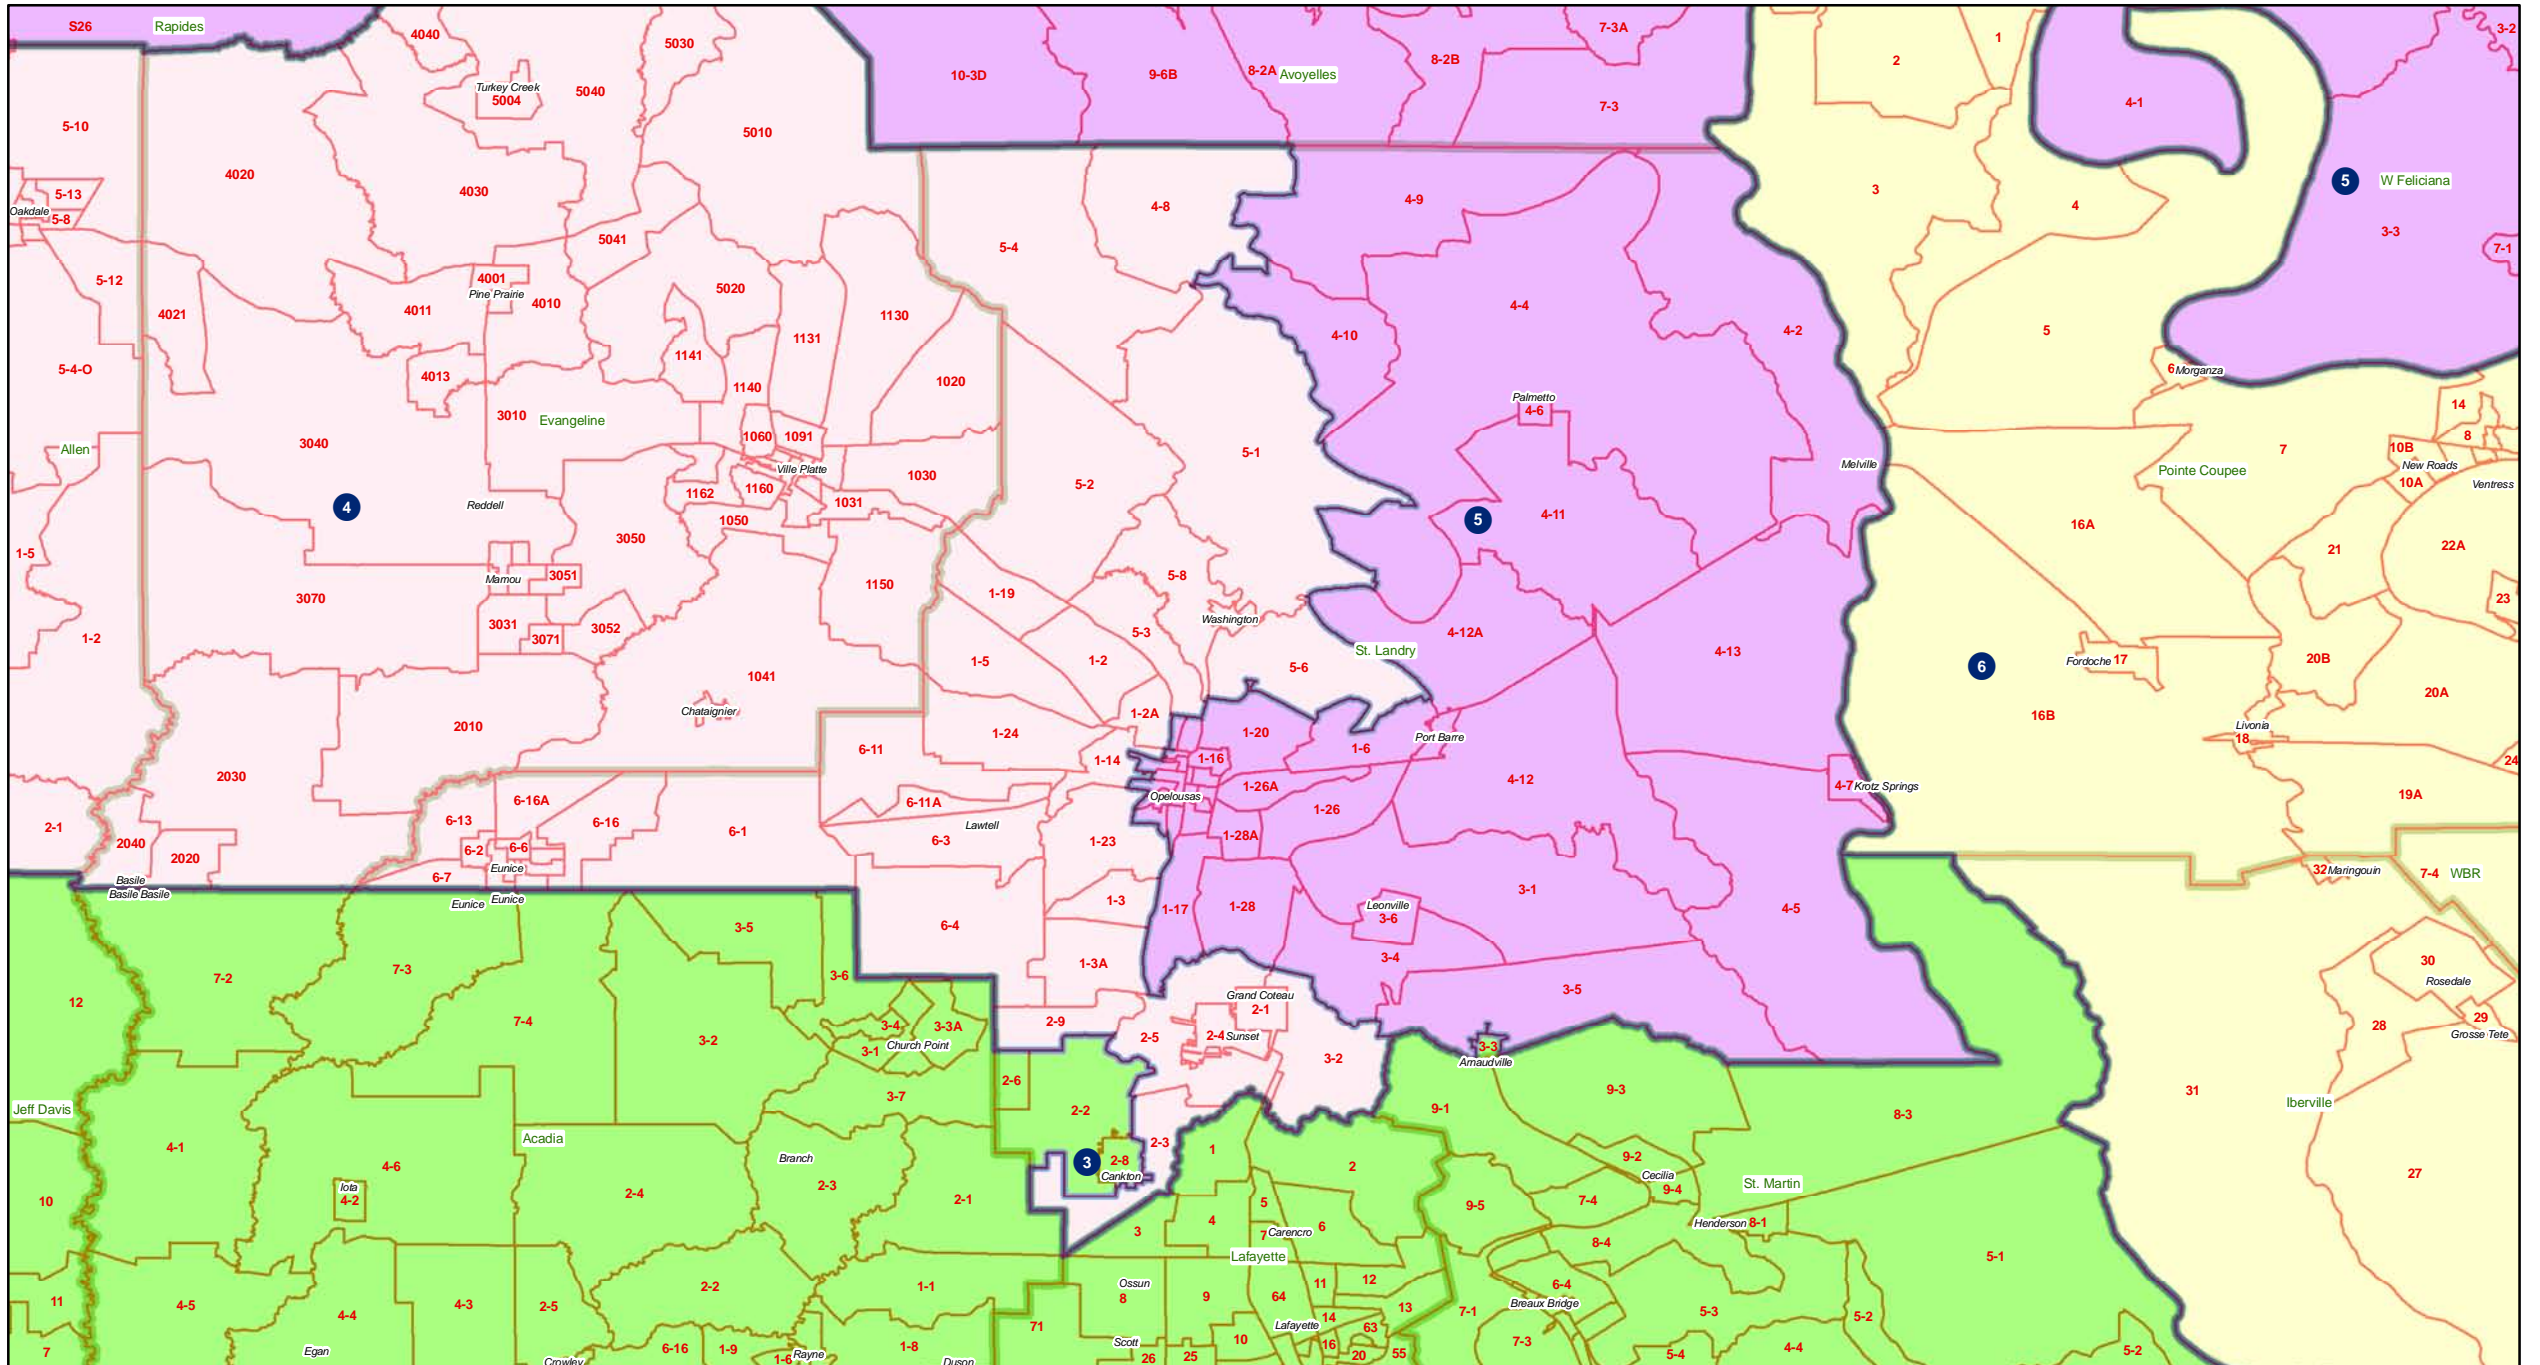 S26
Rapides
4040
5030
7-3A
3-2
1
2
10-3D
9-6B
8-2A
Avoyelles
8-2B
7-3
4-1
Turkey Creek
5004
5040
5010
5-10
4020
4030
5-13
Oakdale
5-8
5041
5-12
4001
Pine Prairie
4010
4011
4021
5020
1130
1131
1141
1140
4013
1020
5-4-O
3010
Evangeline
1060
1091
3040
Allen
Ville Platte
1030
1162
1160
1031
1050
4
Reddell
3050
1-5
Mamou
3051
3070
1150
3031
3071
3052
1-2
1041
Chataignier
2010
2030
2-1
2040
2020
Basile
Basile Basile
5-4
4-8
4-9
5-2
5-1
4-10
4-4
4-2
Palmetto
4-6
Melville
5
4-11
5-8
1-19
Washington
5-3
1-5
1-2
5-6
St. Landry
4-12A
4-13
1-2A
1-24
1-14
6-11
6-11A
Lawtell
6-3
1-23
1-3
6-4
1-3A
2-9
6-16A
6-13
6-16
6-1
6-2
6-6
Eunice
6-7
Eunice
Eunice
1-20
1-6
Port Barre
1-16
Opelousas
1-26A
1-26
1-28A
4-12
4-7
Krotz Springs
1-17
1-28
3-1
Leonville
3-6
4-5
3-4
3-5
Grand Coteau
2-1
2-5
2-4
Sunset
3-2
3-3
Arnaudville
3
4
5
W Feliciana
3-3
7-1
5
6
Morganza
7
Pointe Coupee
14
8
10B
New Roads
10A
Ventress
16A
21
22A
23
6
Fordoche
17
20B
20A
16B
Livonia
18
24
19A
32
Maringouin
7-4
WBR
30
Rosedale
29
28
Grosse Tete
31
Iberville
27
12
7-2
7-3
7-4
3-5
3-6
3-2
3-4
3-3A
3-1
Church Point
3-7
2-6
2-2
3
2-8
Cankton
2-3
Jeff Davis
4-1
Acadia
4-6
Iota
4-2
10
2-4
Branch
2-3
2-1
11
4-5
4-4
4-3
2-5
2-2
1-1
7
Egan
Crowley
6-16
1-9
1-6
Rayne
1-8
Duson
71
1
2
5
4
3
7
Carencro
6
Lafayette
Ossun
8
9
64
11
12
13
14
Lafayette
63
Scott
10
16
26
25
20
55
9-1
9-3
8-3
9-2
Cecilia
9-4
7-4
9-5
St. Martin
Henderson
8-1
8-4
5-1
6-4
Breaux Bridge
7-1
5-3
5-2
7-3
5-4
4-4
5-2